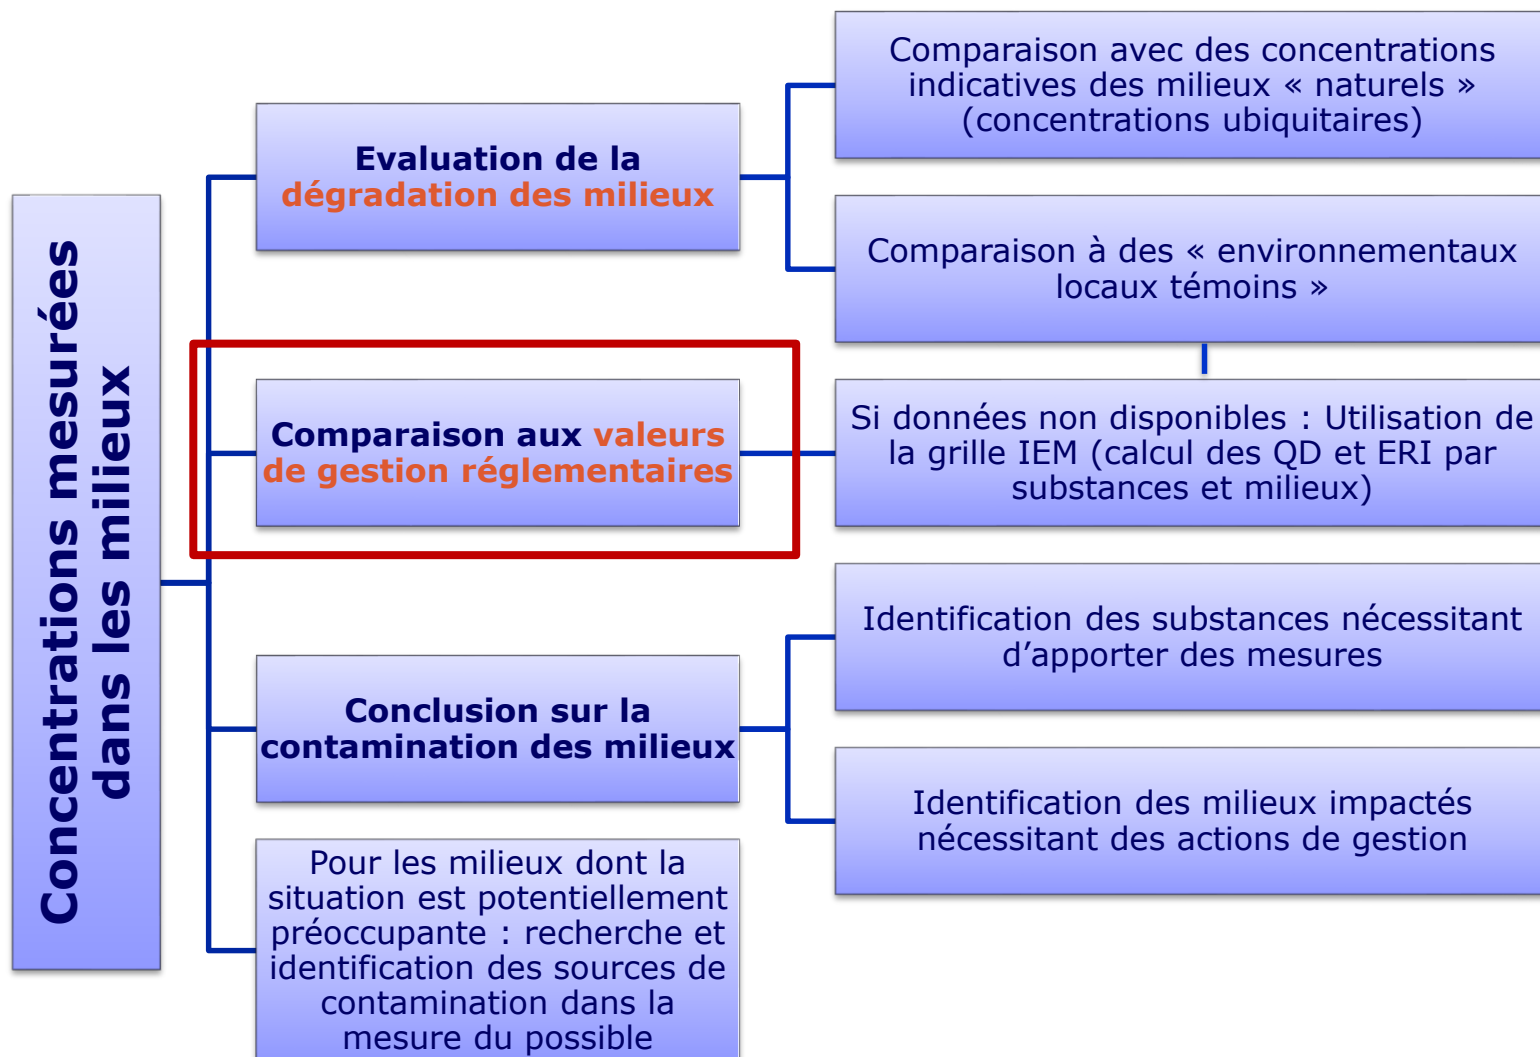 Concentrations mesurées
dans les milieux
Evaluation de la
dégradation des milieux
Comparaison avec des concentrations
indicatives des milieux « naturels »
(concentrations ubiquitaires)
Comparaison à des « environnementaux
locaux témoins »
Comparaison aux valeurs
de gestion réglementaires
Si données non disponibles : Utilisation de
la grille IEM (calcul des QD et ERI par
substances et milieux)
Conclusion sur la
contamination des milieux
Identification des substances nécessitant
d’apporter des mesures
Identification des milieux impactés
nécessitant des actions de gestion
Pour les milieux dont la
situation est potentiellement
préoccupante : recherche et
identification des sources de
contamination dans la
mesure du possible